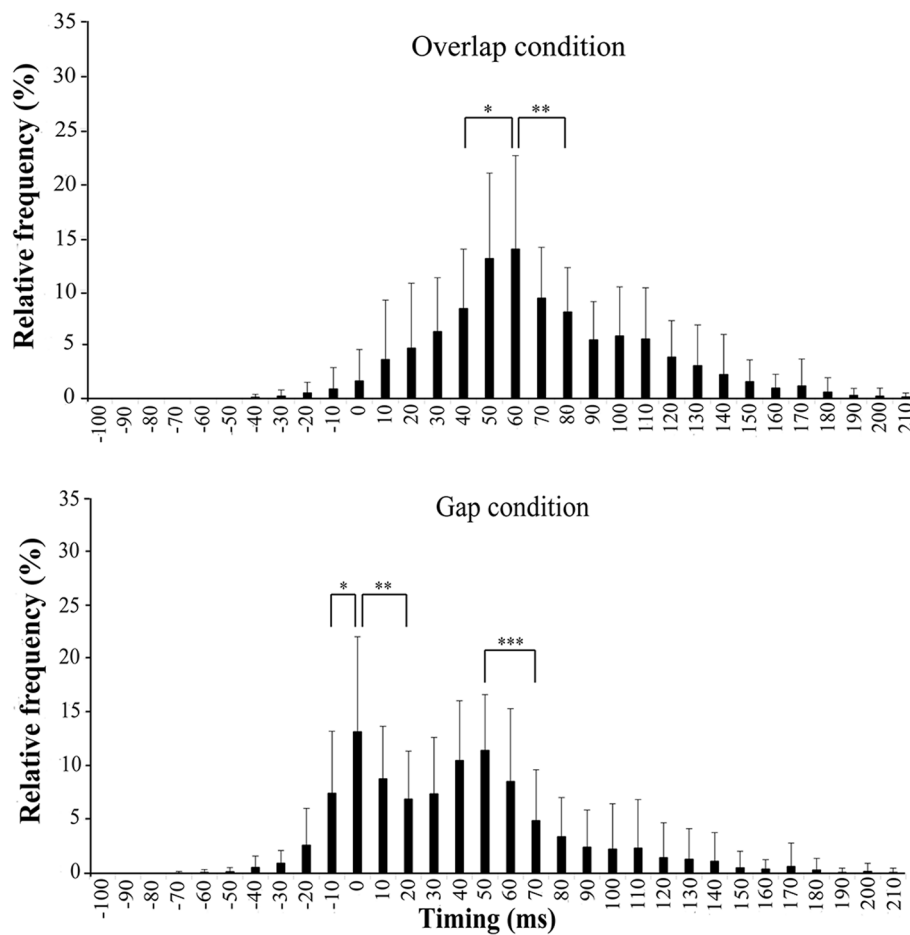 Overlap condition
Relative frequency (%)
35
30
25
20
15
10
5
0
* **
-100 -90 -80 -70 -50 -50 -40 -30 -20 -10 0 10 20 30 40 50 60 70 80 90 100 110 120 130 140 150 160 170 180 190 200 210
Gap condition
Relative frequency (%)
35
30
25
20
15
10
5
0
* **
***
-100 -90 -80 -70 -60 -50 -40 -30 -20 -10 0 10 20 30 40 50 60 70 80 90 100 110 120 130 140 150 160 170 180 190 200 210
Timing (ms)